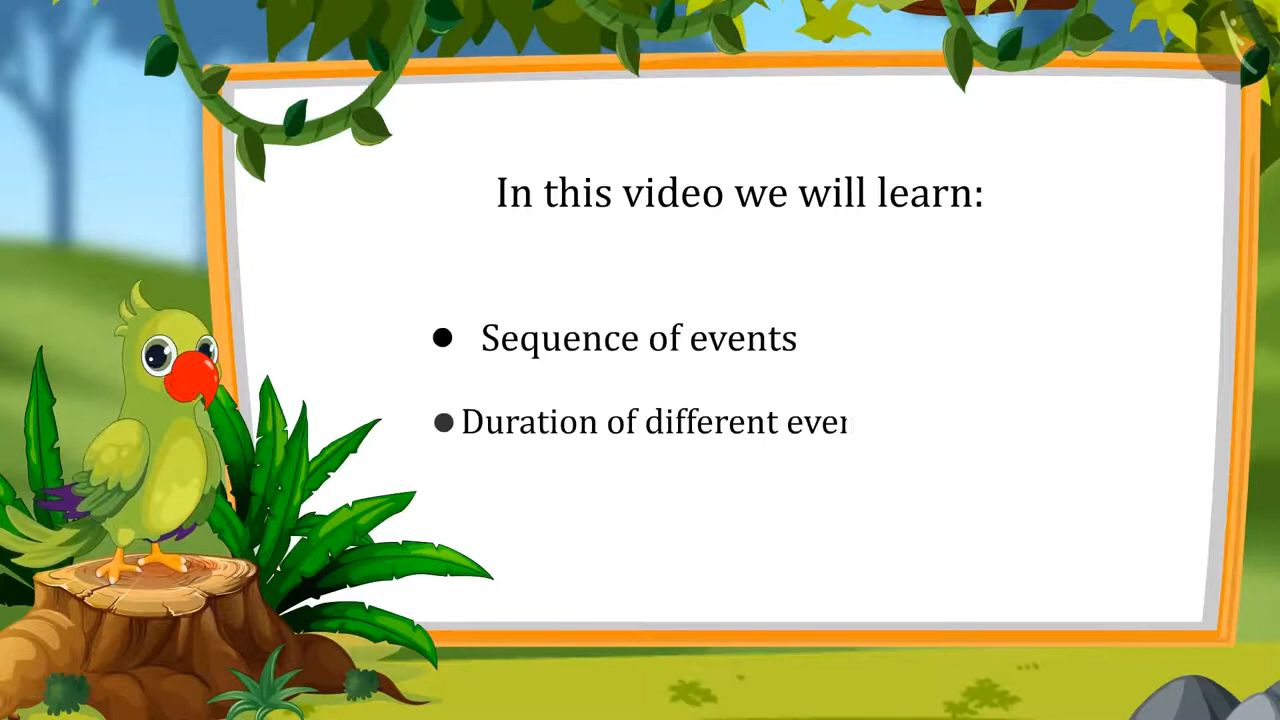 In this video we will learn:
● Sequence of events
● Duration of different